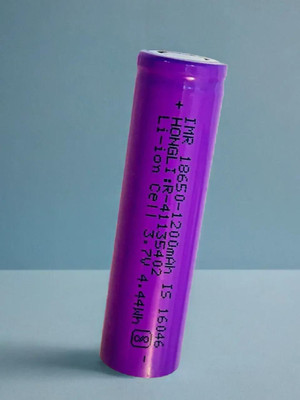 + IMR 18650-1200mAh IS 16046
HONGLI:R-41135402
Li-ion Cell 3.7V 4.44Wh -